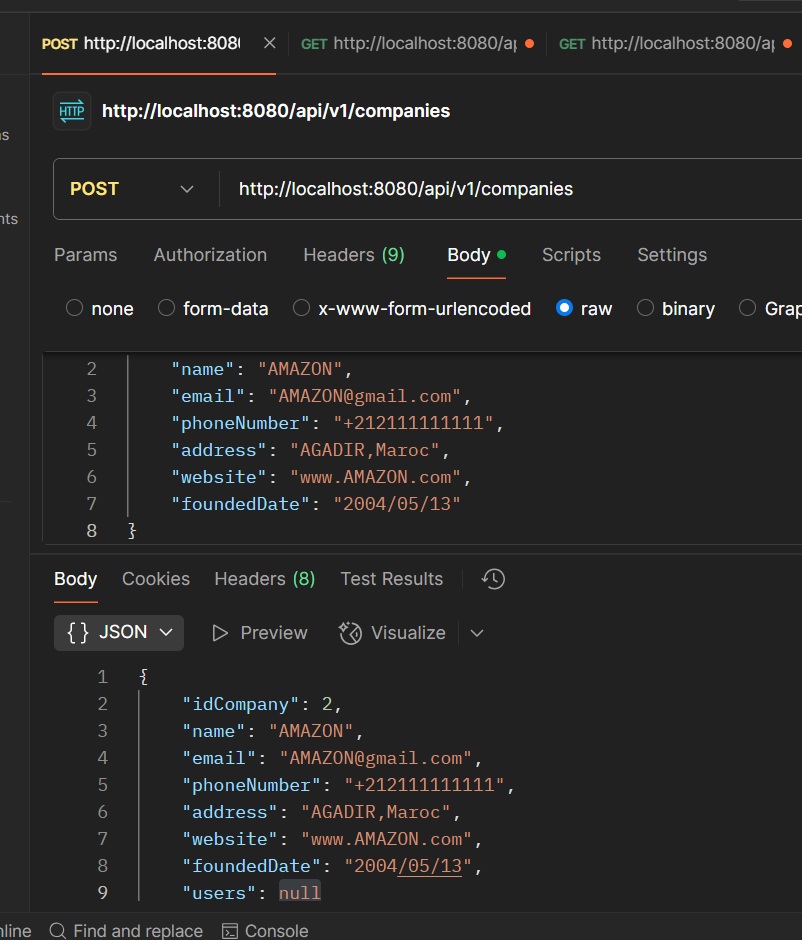 POST http://localhost:8080
GET http://localhost:8080/ap
GET http://localhost:8080/ap
HTTP http://localhost:8080/api/v1/companies
POST http://localhost:8080/api/v1/companies
Params Authorization Headers (9) Body Scripts Settings
none form-data x-www-form-urlencoded raw binary Grap
2 "name": "AMAZON",
3 "email": "AMAZON@gmail.com",
4 "phoneNumber": "+212111111111",
5 "address": "AGADIR,Maroc",
6 "website": "www.AMAZON.com",
7 "foundedDate": "2004/05/13"
8 }
Body Cookies Headers (8) Test Results
{} JSON Preview Visualize
1 {
2 "idCompany": 2,
3 "name": "AMAZON",
4 "email": "AMAZON@gmail.com",
5 "phoneNumber": "+212111111111",
6 "address": "AGADIR,Maroc",
7 "website": "www.AMAZON.com",
8 "foundedDate": "2004/05/13",
9 "users": null
nline Find and replace Console